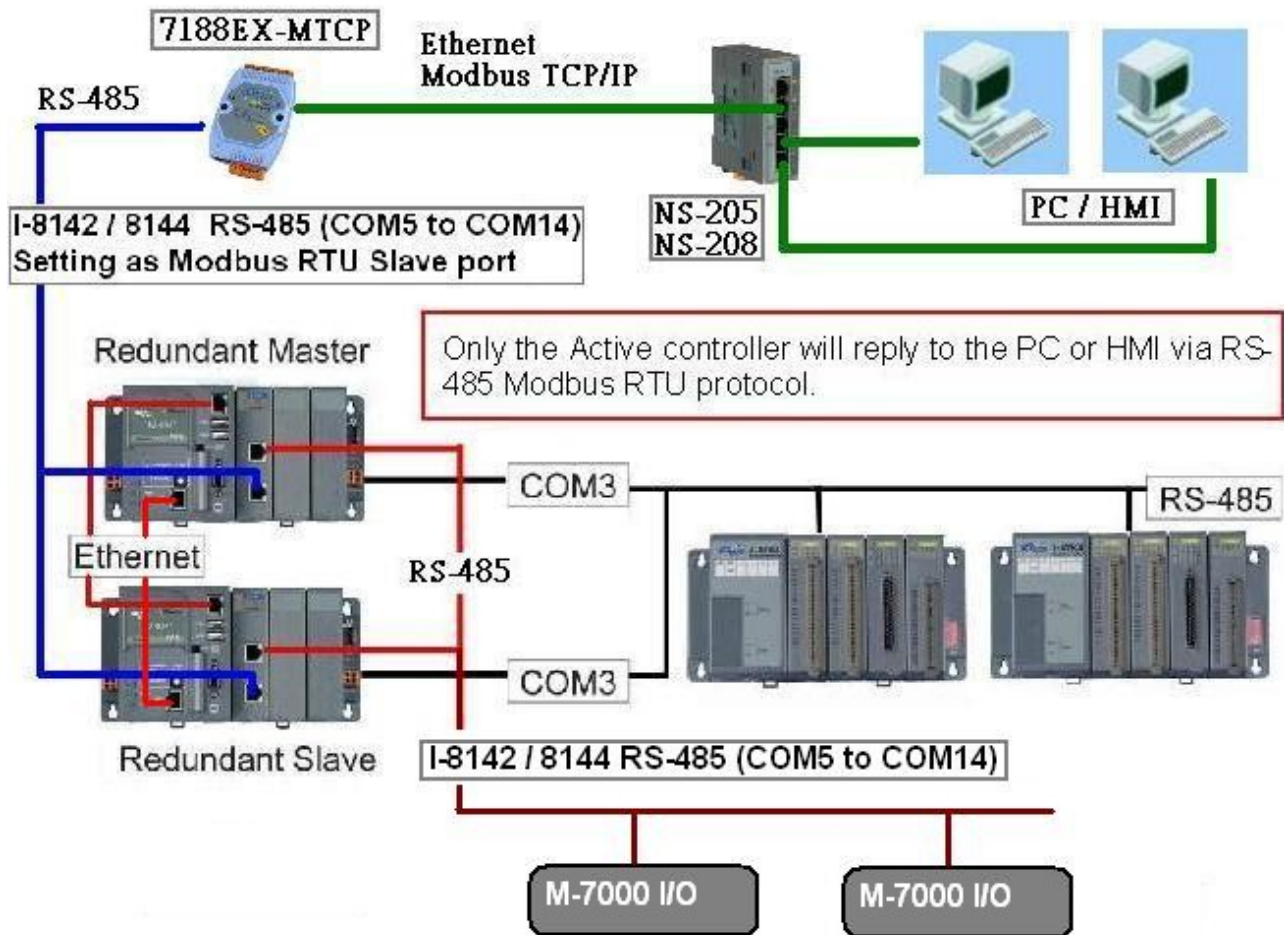 7188EX-MTCP
Ethernet
Modbus TCP/IP
RS-485
NS-205
NS-208
PC / HMI
I-8142 / 8144 RS-485 (COM5 to COM14)
Setting as Modbus RTU Slave port
Only the Active controller will reply to the PC or HMI via RS-
485 Modbus RTU protocol.
Redundant Master
COM3
RS-485
Ethernet
RS-485
COM3
Redundant Slave
I-8142 / 8144 RS-485 (COM5 to COM14)
M-7000 I/O
M-7000 I/O